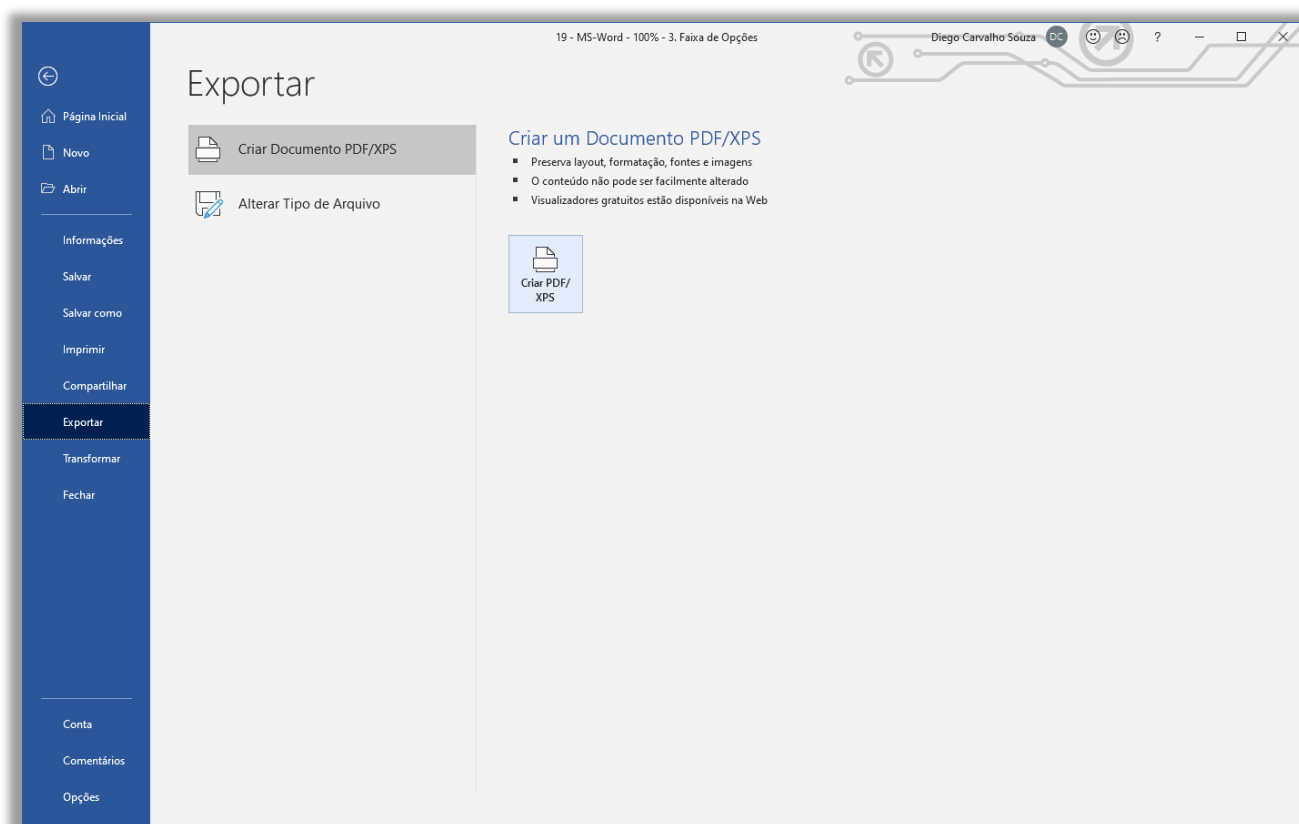 19 - MS-Word - 100% - 3. Faixa de Opções
Diego Carvalho Souza
DC
?
Exportar
Página Inicial
Novo
Abrir
Informações
Salvar
Salvar como
Imprimir
Compartilhar
Exportar
Transformar
Fechar
Conta
Comentários
Opções
Criar Documento PDF/XPS
Alterar Tipo de Arquivo
Criar um Documento PDF/XPS
Preserva layout, formatação, fontes e imagens
O conteúdo não pode ser facilmente alterado
Visualizadores gratuitos estão disponíveis na Web
Criar PDF/
XPS